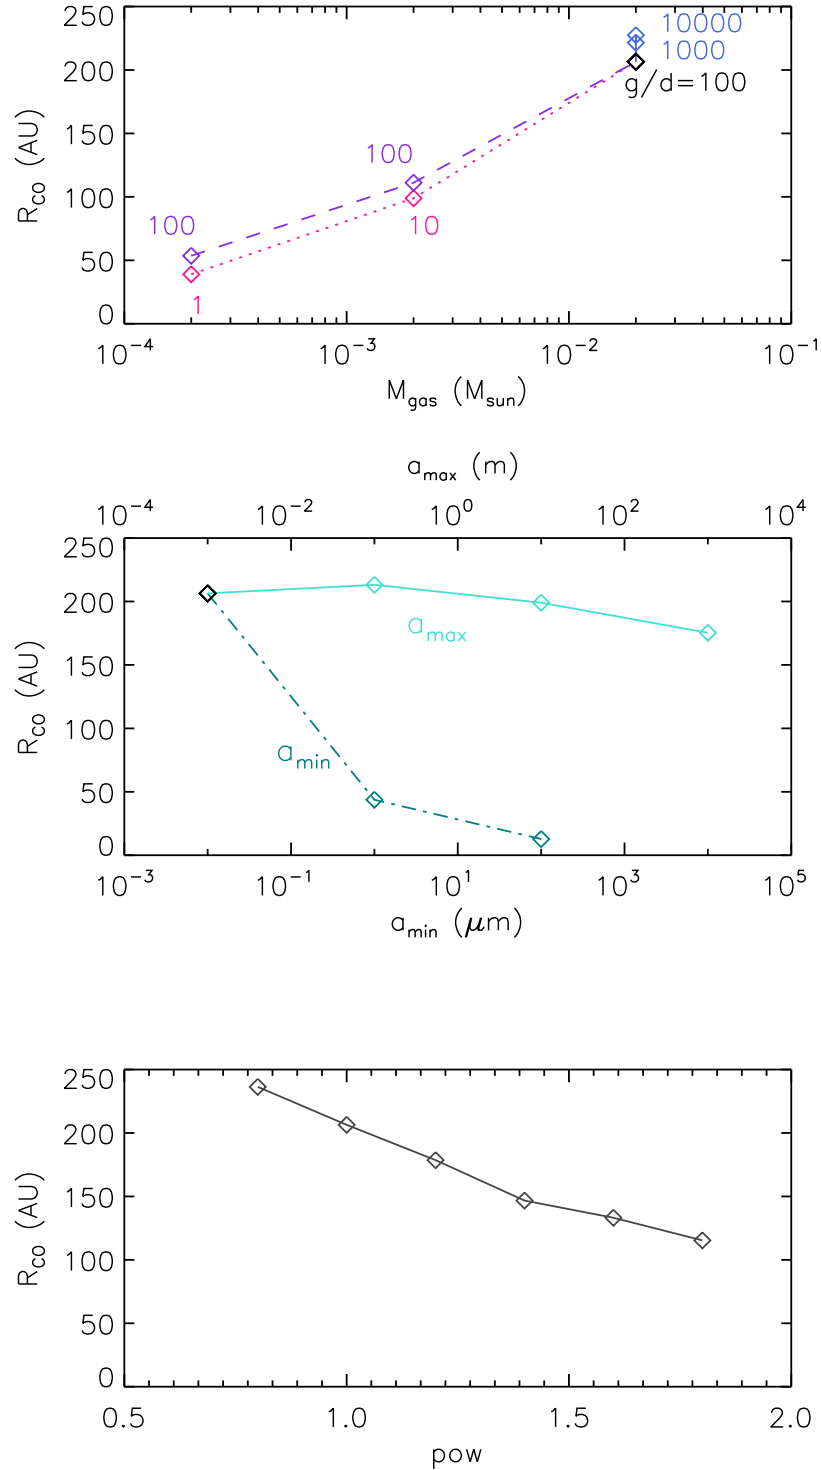 250
200
150
100
50
0
R_CO (AU)
10000
1000
g/d=100
100
100
10
1
10^-4 10^-3 10^-2 10^-1
M_gas (M_sun)
a_max (m)
10^-4 10^-2 10^0 10^2 10^4
250
200
150
100
50
0
R_CO (AU)
a_max
a_min
10^-3 10^-1 10^1 10^3 10^5
a_min (μm)
250
200
150
100
50
0
R_CO (AU)
0.5 1.0 1.5 2.0
pow